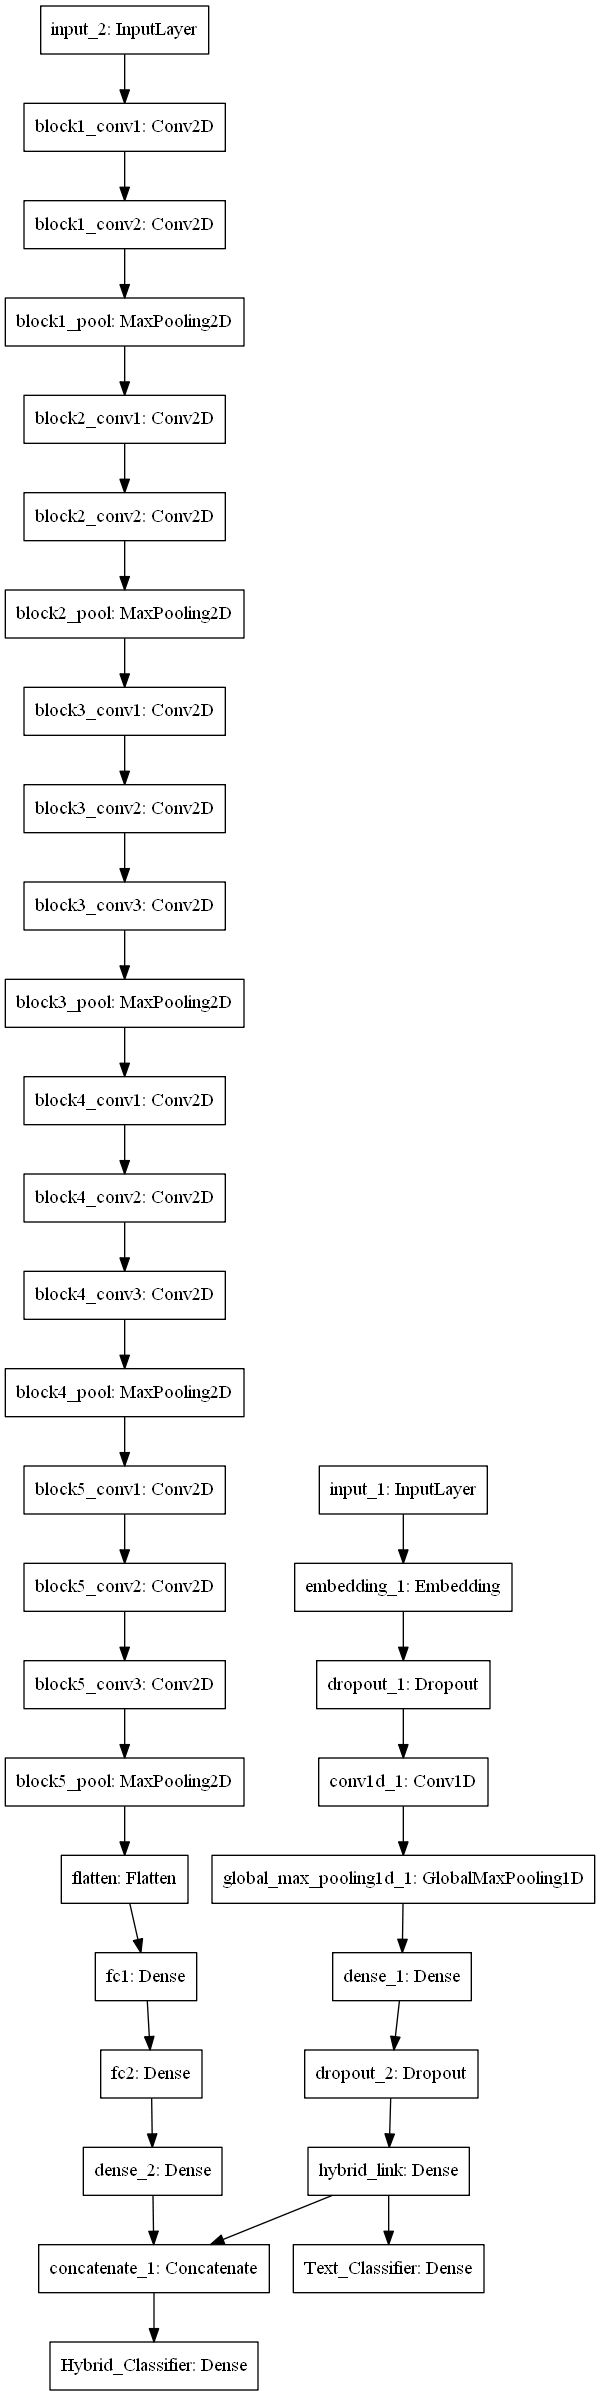 input_2: InputLayer
block1_conv1: Conv2D
block1_conv2: Conv2D
block1_pool: MaxPooling2D
block2_conv1: Conv2D
block2_conv2: Conv2D
block2_pool: MaxPooling2D
block3_conv1: Conv2D
block3_conv2: Conv2D
block3_conv3: Conv2D
block3_pool: MaxPooling2D
block4_conv1: Conv2D
block4_conv2: Conv2D
block4_conv3: Conv2D
block4_pool: MaxPooling2D
block5_conv1: Conv2D
input_1: InputLayer
block5_conv2: Conv2D
embedding_1: Embedding
block5_conv3: Conv2D
dropout_1: Dropout
block5_pool: MaxPooling2D
conv1d_1: Conv1D
flatten: Flatten
global_max_pooling1d_1: GlobalMaxPooling1D
fc1: Dense
dense_1: Dense
fc2: Dense
dropout_2: Dropout
dense_2: Dense
hybrid_link: Dense
concatenate_1: Concatenate
Text_Classifier: Dense
Hybrid_Classifier: Dense